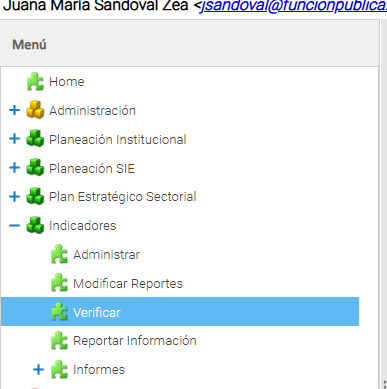 Juana María Sandoval Zea <jsandoval@funcionpublica.
Menú
Home
Administración
Planeación Institucional
Planeación SIE
Plan Estratégico Sectorial
Indicadores
Administrar
Modificar Reportes
Verificar
Reportar Información
Informes